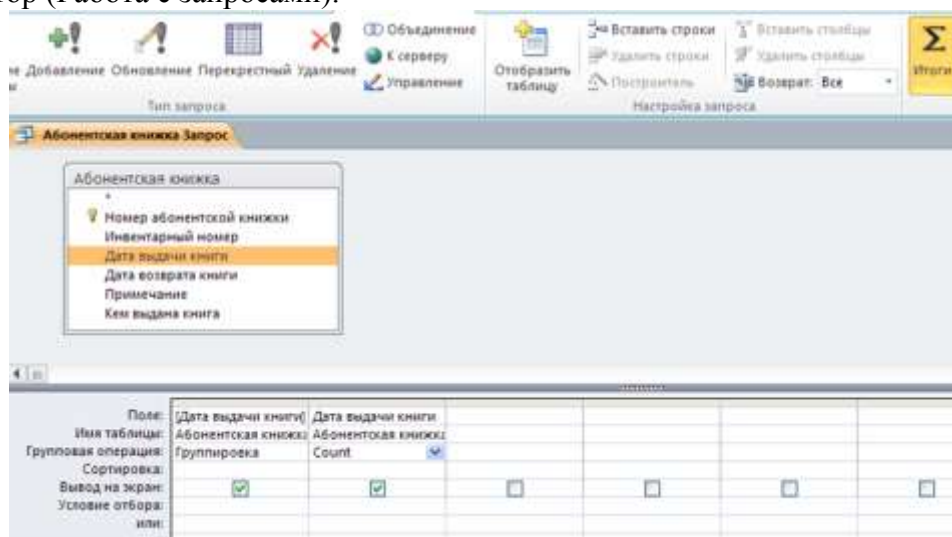 тор (Работа с запросами).
Объединение
К серверу
Управление
Добавление Обновление Перекрестный Удаление
Тип запроса
Отобразить
таблицу
Вставить строки
Удалить строки
Построитель
Вставить столбцы
Удалить столбцы
Возврат: Все
Настройка запроса
Итоги
Абонентская книжка Запрос
Абонентская книжка
*
Номер абонентской книжки
Инвентарный номер
Дата выдачи книги
Дата возврата книги
Примечание
Кем выдана книга
Поле: [Дата выдачи книги] Дата выдачи книги
Имя таблицы: Абонентская книжка Абонентская книжка
Групповая операция: Группировка Count
Сортировка:
Вывод на экран:
Условие отбора:
или: